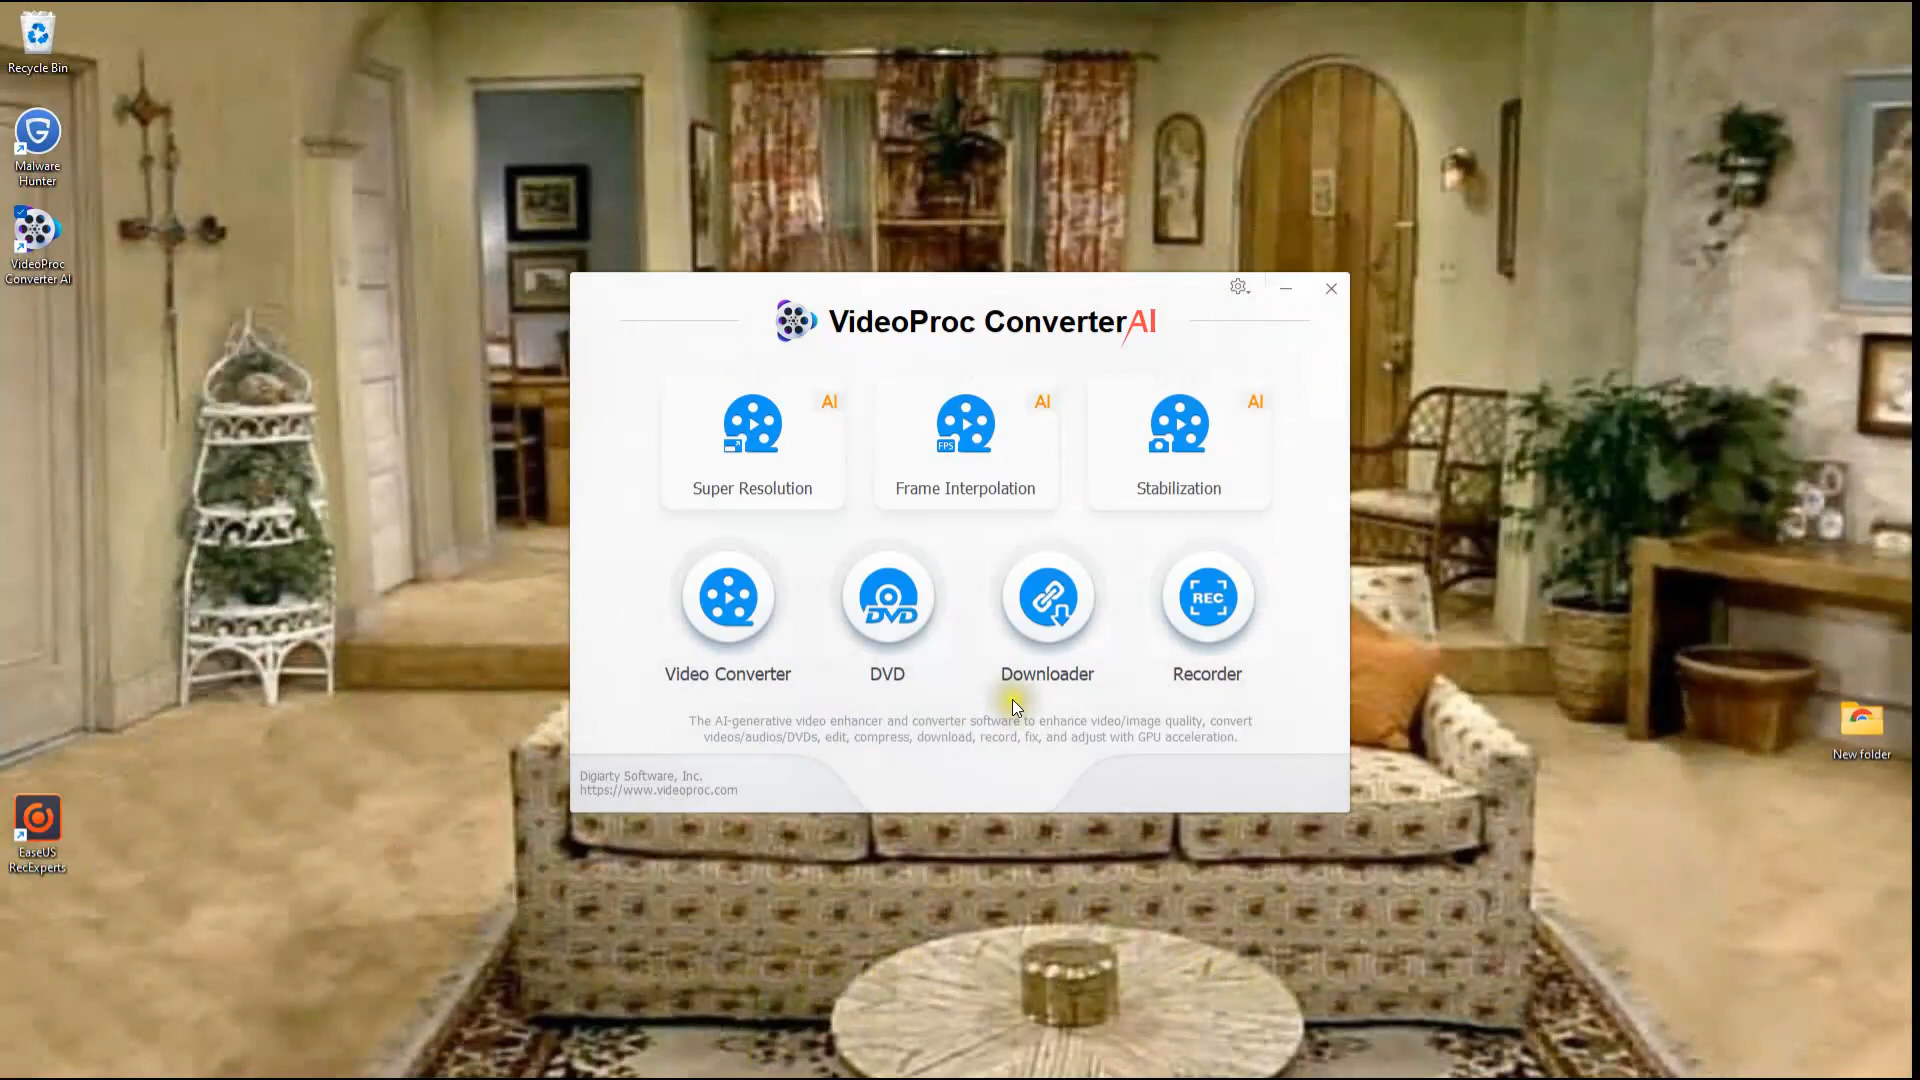 Recycle Bin
Malware
Hunter
VideoProc
Converter AI
EaseUS
RecExperts
New folder
VideoProc Converter AI
AI
Super Resolution
AI
FPS
Frame Interpolation
AI
Stabilization
Video Converter
DVD
DVD
Downloader
REC
Recorder
The AI-generative video enhancer and converter software to enhance video/image quality, convert
videos/audios/DVDs, edit, compress, download, record, fix, and adjust with GPU acceleration.
Digiarty Software, Inc.
https://www.videoproc.com